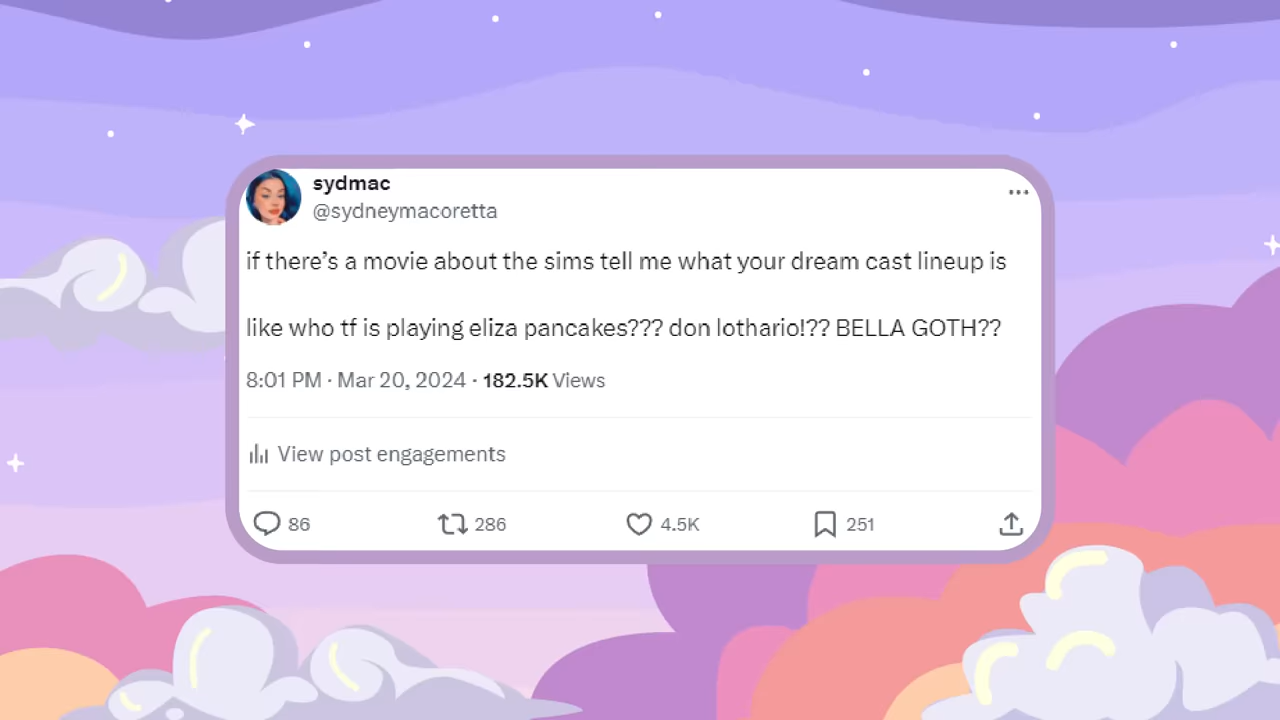 sydmac
@sydneymacoretta
if there's a movie about the sims tell me what your dream cast lineup is
like who tf is playing eliza pancakes??? don lothario!?? BELLA GOTH??
8:01 PM · Mar 20, 2024 · 182.5K Views
View post engagements
86 286 4.5K 251